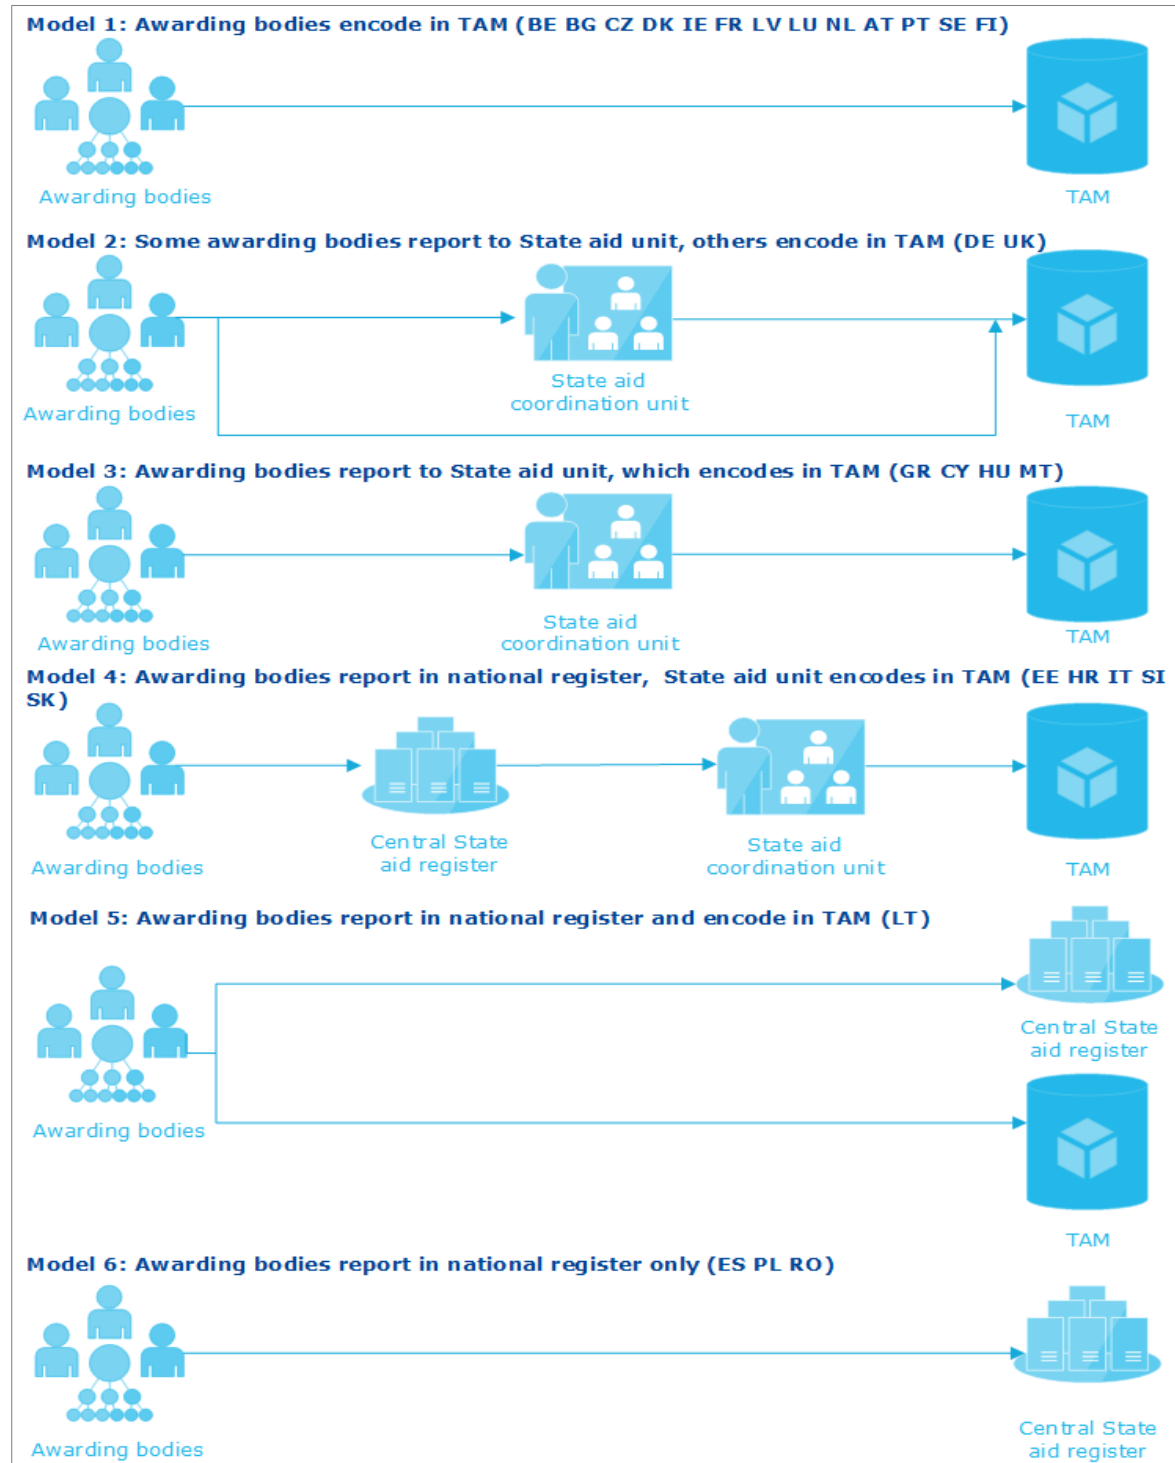 Model 1: Awarding bodies encode in TAM (BE BG CZ DK IE FR LV LU NL AT PT SE FI)
Awarding bodies
TAM
Model 2: Some awarding bodies report to State aid unit, others encode in TAM (DE UK)
State aid
coordination unit
Awarding bodies
TAM
Model 3: Awarding bodies report to State aid unit, which encodes in TAM (GR CY HU MT)
State aid
coordination unit
Awarding bodies
TAM
Model 4: Awarding bodies report in national register, State aid unit encodes in TAM (EE HR IT SI
SK)
Central State
aid register
State aid
coordination unit
Awarding bodies
TAM
Model 5: Awarding bodies report in national register and encode in TAM (LT)
Central State
aid register
Awarding bodies
TAM
Model 6: Awarding bodies report in national register only (ES PL RO)
Awarding bodies
Central State
aid register